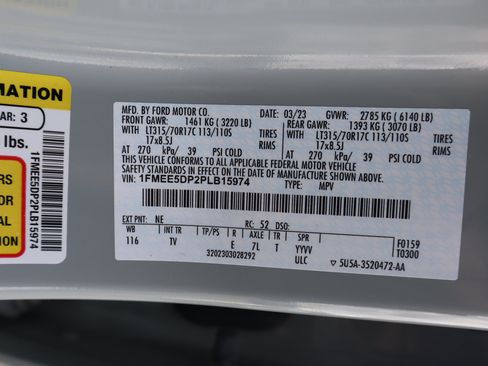 MATION
AR: 3
lbs.
RS
OR
AL
ION
1FMEE5DP2PLB15974
MFD. BY FORD MOTOR CO.
03/23 GVWR: 2785 KG ( 6140 LB)
FRONT GAWR: 1461 KG ( 3220 LB) REAR GAWR: 1393 KG ( 3070 LB)
WITH LT315/70R17C 113/110S TIRES WITH LT315/70R17C 113/110S TIRES
17x8.5J RIMS 17x8.5J RIMS
AT 270 kPa/ 39 PSI COLD AT 270 kPa/ 39 PSI COLD
THIS VEHICLE CONFORMS TO ALL APPLICABLE FEDERAL MOTOR VEHICLE
SAFETY STANDARDS IN EFFECT ON THE DATE OF MANUFACTURE SHOWN ABOVE.
VIN: 1FMEE5DP2PLB15974 TYPE: MPV
EXT PNT: NE RC: 52 DSO:
WB INT TR TP/PS R AXLE TR SPR F0159
116 TV E 7L T YYVV T0300
3202303028292 ULC ▽ 5U5A-3520472-AA